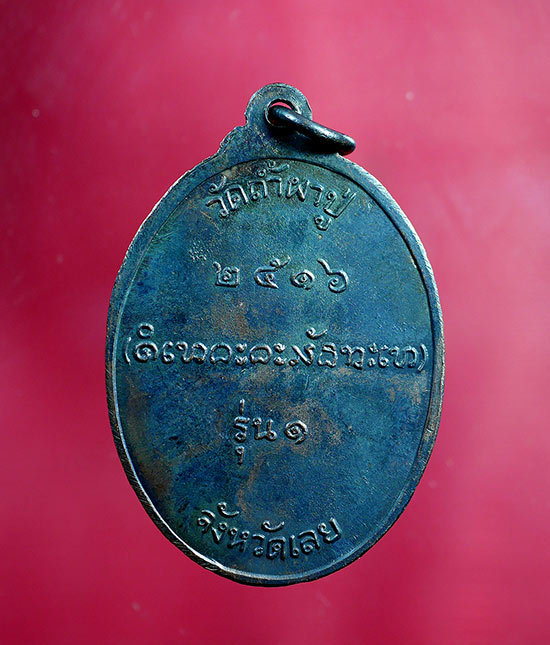 วัดถ้ำผาปู่
๒๕๑๖
รุ่น ๑
จังหวัดเลย